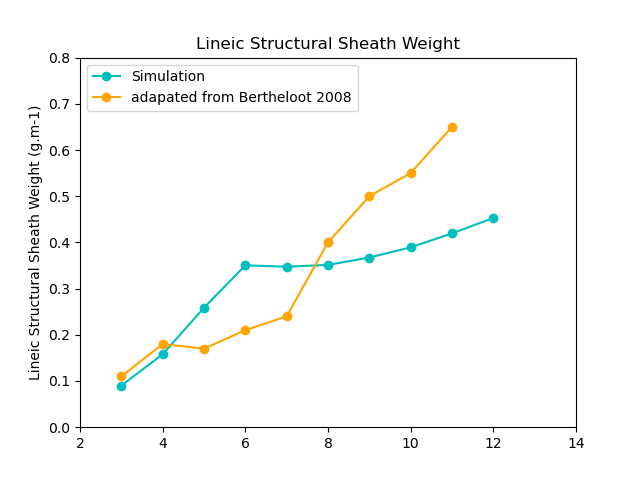 Lineic Structural Sheath Weight
Simulation
adapated from Bertheloot 2008
Lineic Structural Sheath Weight (g.m-1)
0.8
0.7
0.6
0.5
0.4
0.3
0.2
0.1
0.0
2 4 6 8 10 12 14